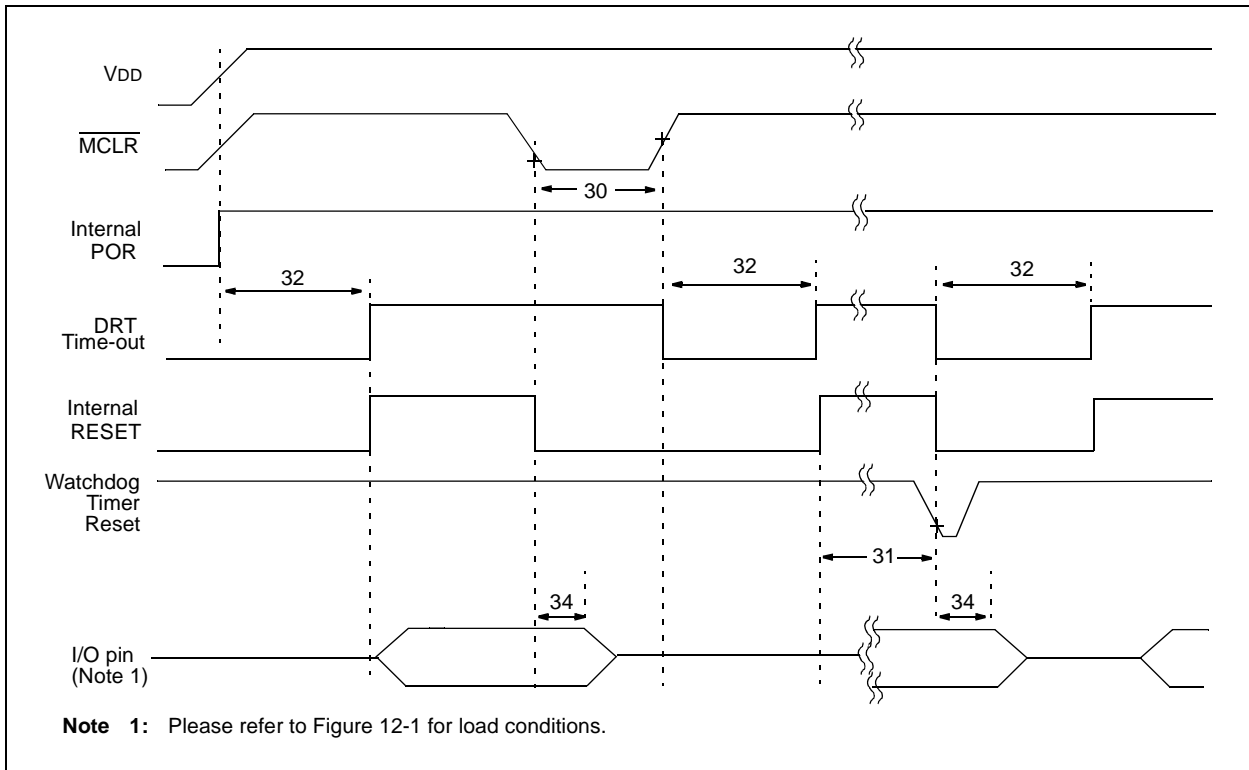 VDD
MCLR
30
Internal
POR
32
32
32
DRT
Time-out
Internal
RESET
Watchdog
Timer
Reset
31
34
34
I/O pin
(Note 1)
Note 1: Please refer to Figure 12-1 for load conditions.